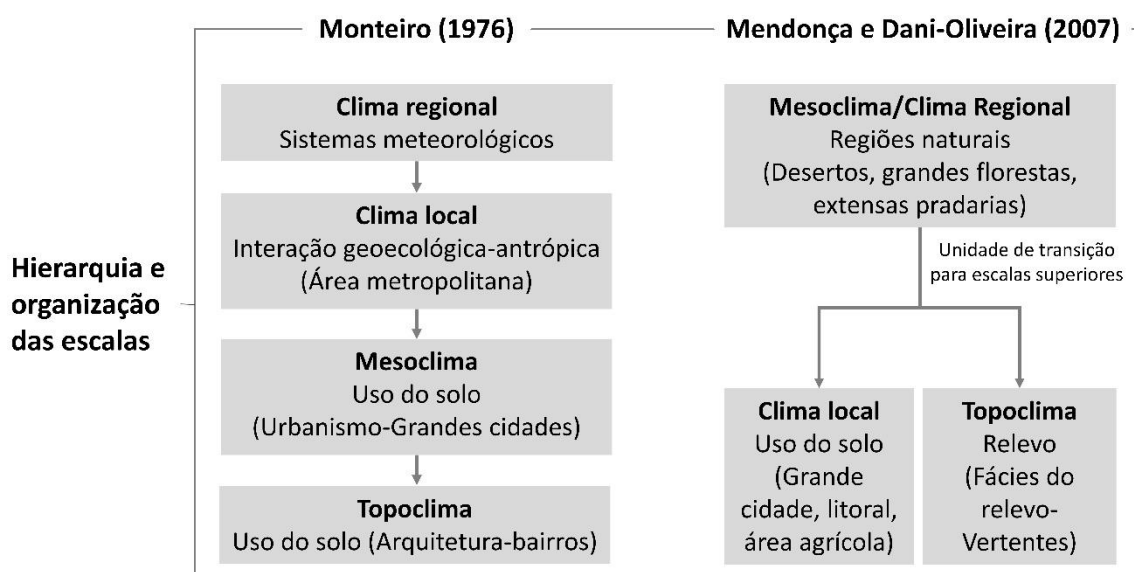 Monteiro (1976)
Mendonça e Dani-Oliveira (2007)
Hierarquia e
organização
das escalas
Clima regional
Sistemas meteorológicos
Clima local
Interação geoecológica-antrópica
(Área metropolitana)
Mesoclima
Uso do solo
(Urbanismo-Grandes cidades)
Topoclima
Uso do solo (Arquitetura-bairros)
Mesoclima/Clima Regional
Regiões naturais
(Desertos, grandes florestas,
extensas pradarias)
Unidade de transição
para escalas superiores
Clima local
Uso do solo
(Grande
cidade, litoral,
área agrícola)
Topoclima
Relevo
(Fácies do
relevo-
Vertentes)